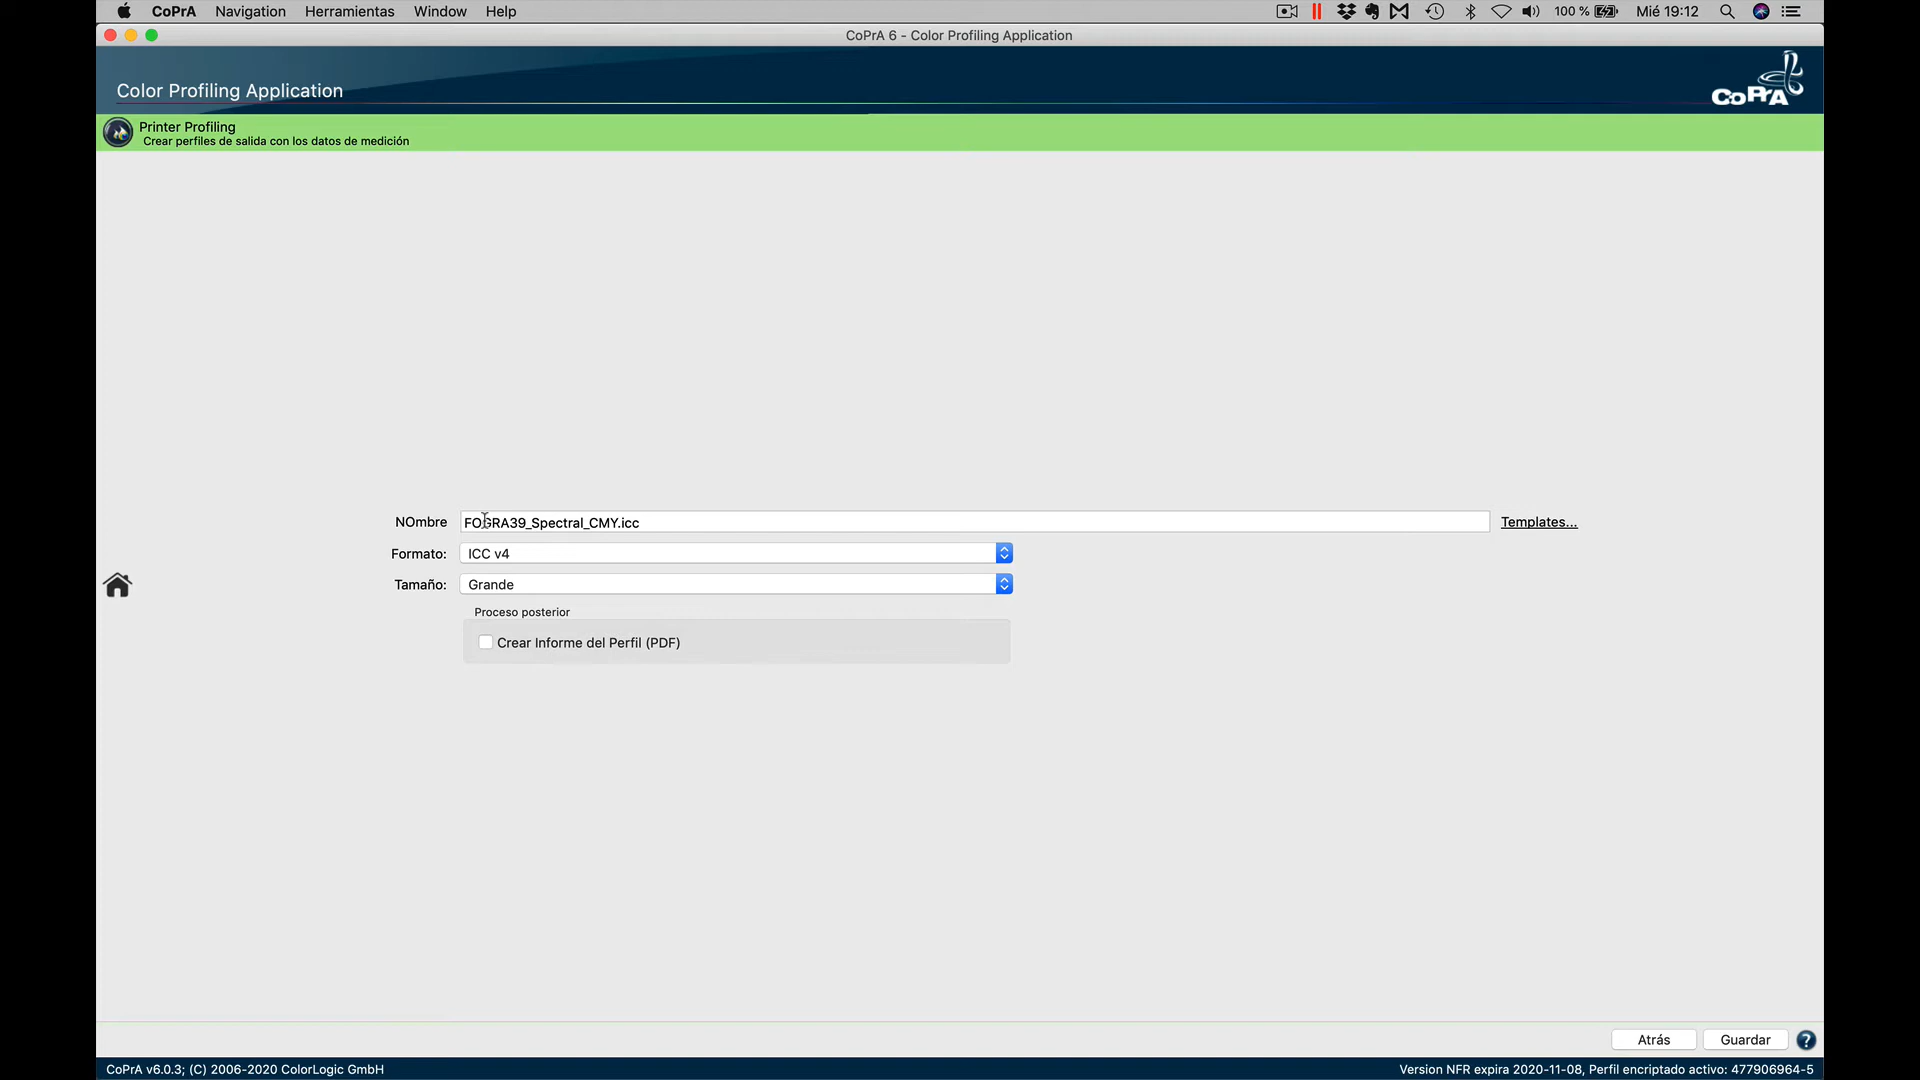 CoPrA Navigation Herramientas Window Help 100 % Mié 19:12
CoPrA 6 - Color Profiling Application
Color Profiling Application
CoPrA
Printer Profiling
Crear perfiles de salida con los datos de medición
NOmbre FOGRA39_Spectral_CMY.icc Templates...
Formato: ICC v4
Tamaño: Grande
Proceso posterior
Crear Informe del Perfil (PDF)
Atrás Guardar ?
CoPrA v6.0.3; (C) 2006-2020 ColorLogic GmbH Version NFR expira 2020-11-08, Perfil encriptado activo: 477906964-5